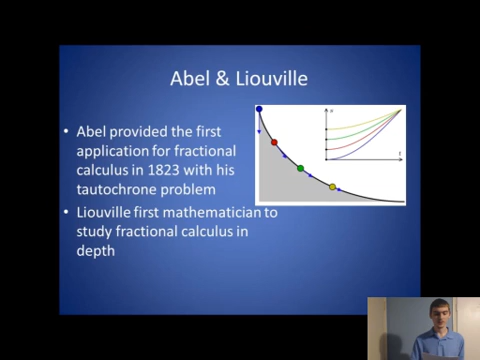 Abel & Liouville
• Abel provided the first
application for fractional
calculus in 1823 with his
tautochrone problem
• Liouville first mathematician to
study fractional calculus in
depth